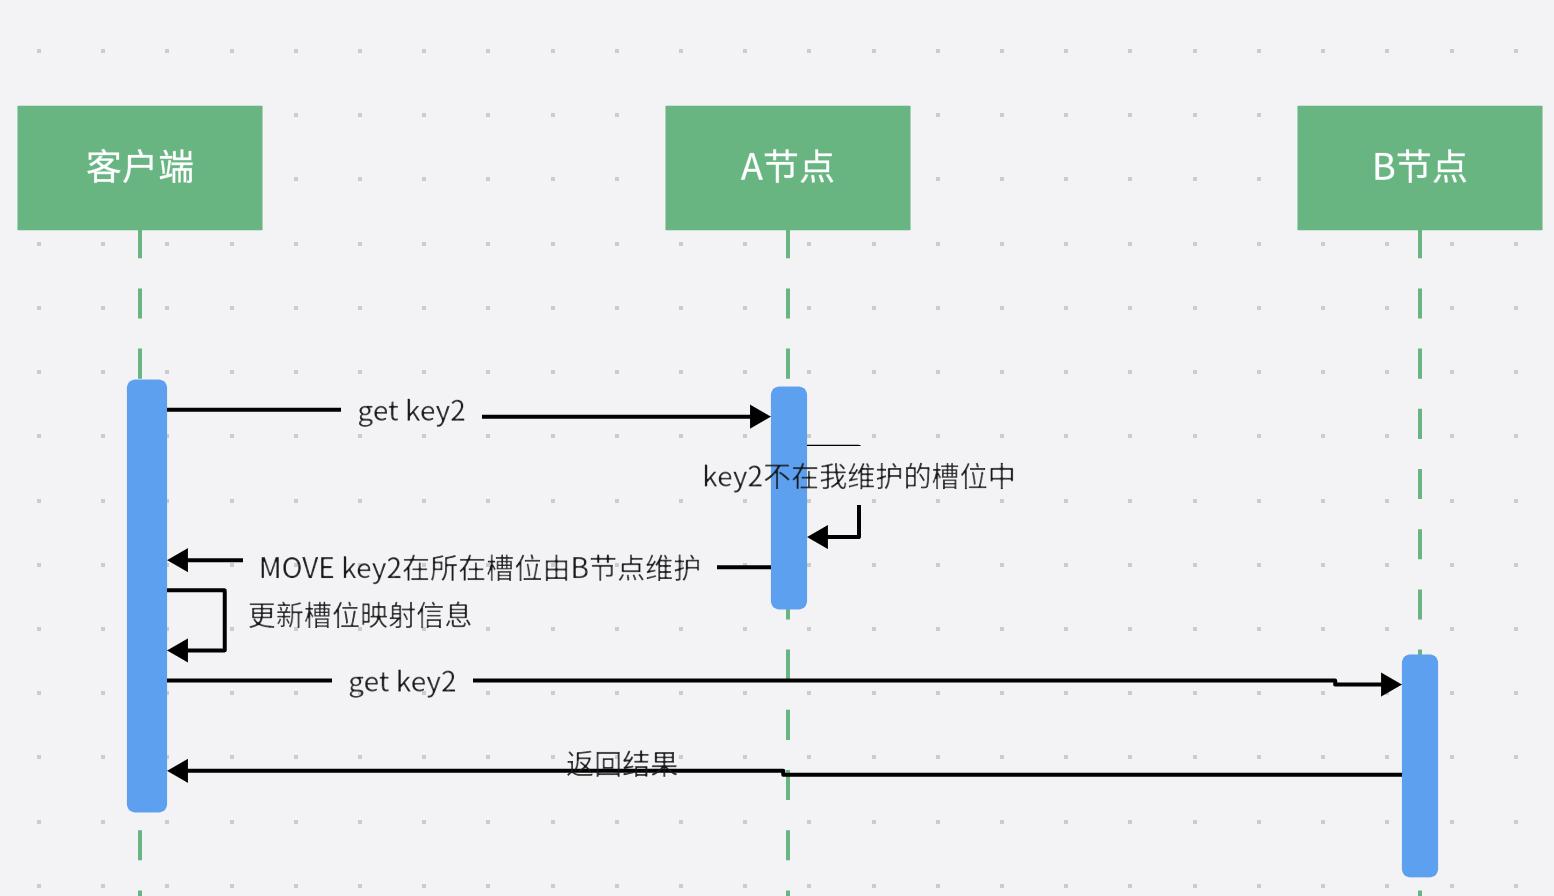 客户端
A节点
B节点
get key2
key2不在我维护的槽位中
MOVE key2在所在槽位由B节点维护
更新槽位映射信息
get key2
返回结果